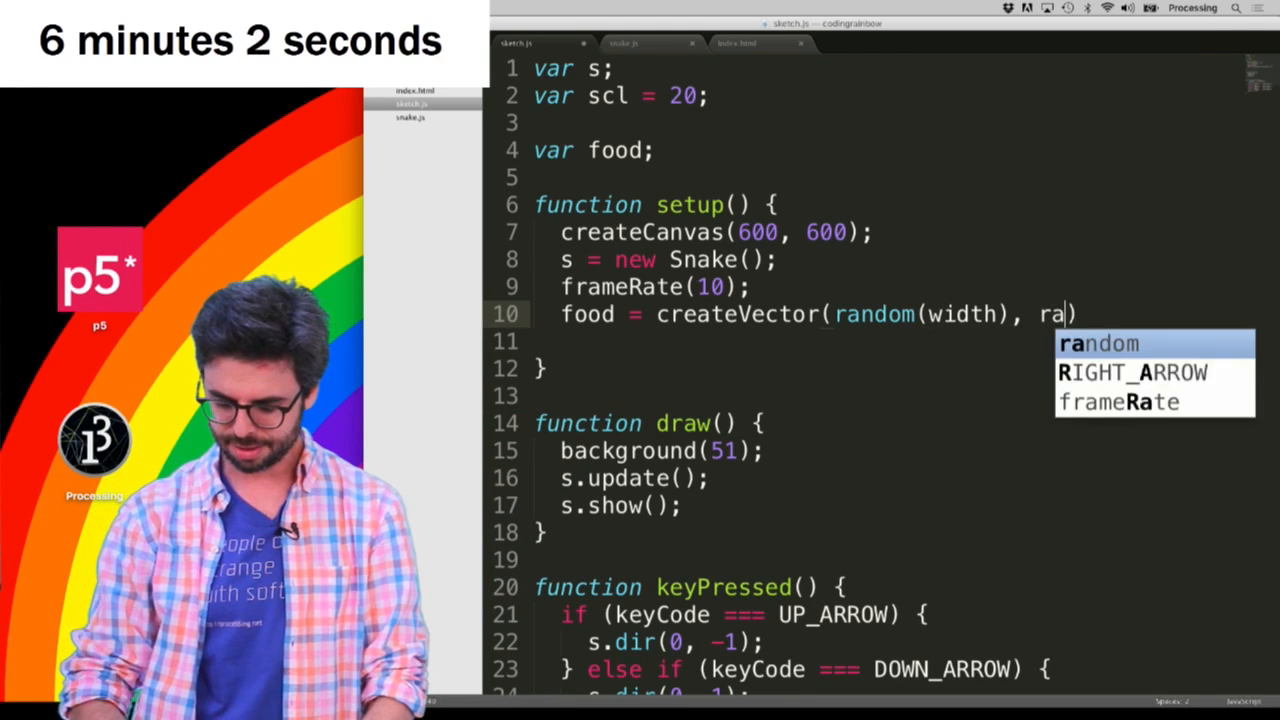 6 minutes 2 seconds
Processing
sketch.js — codingrainbow
sketch.js
snake.js
index.html
index.html
sketch.js
snake.js
p5*
p5
Processing
people c
with soft
1 var s;
2 var scl = 20;
3
4 var food;
5
6 function setup() {
7 createCanvas(600, 600);
8 s = new Snake();
9 frameRate(10);
10 food = createVector(random(width), ra)
random
RIGHT_ARROW
frameRate
11
12 }
13
14 function draw() {
15 background(51);
16 s.update();
17 s.show();
18 }
19
20 function keyPressed() {
21 if (keyCode === UP_ARROW) {
22 s.dir(0, -1);
23 } else if (keyCode === DOWN_ARROW) {
24 s.dir(0, 1);
Spaces: 2
JavaScript